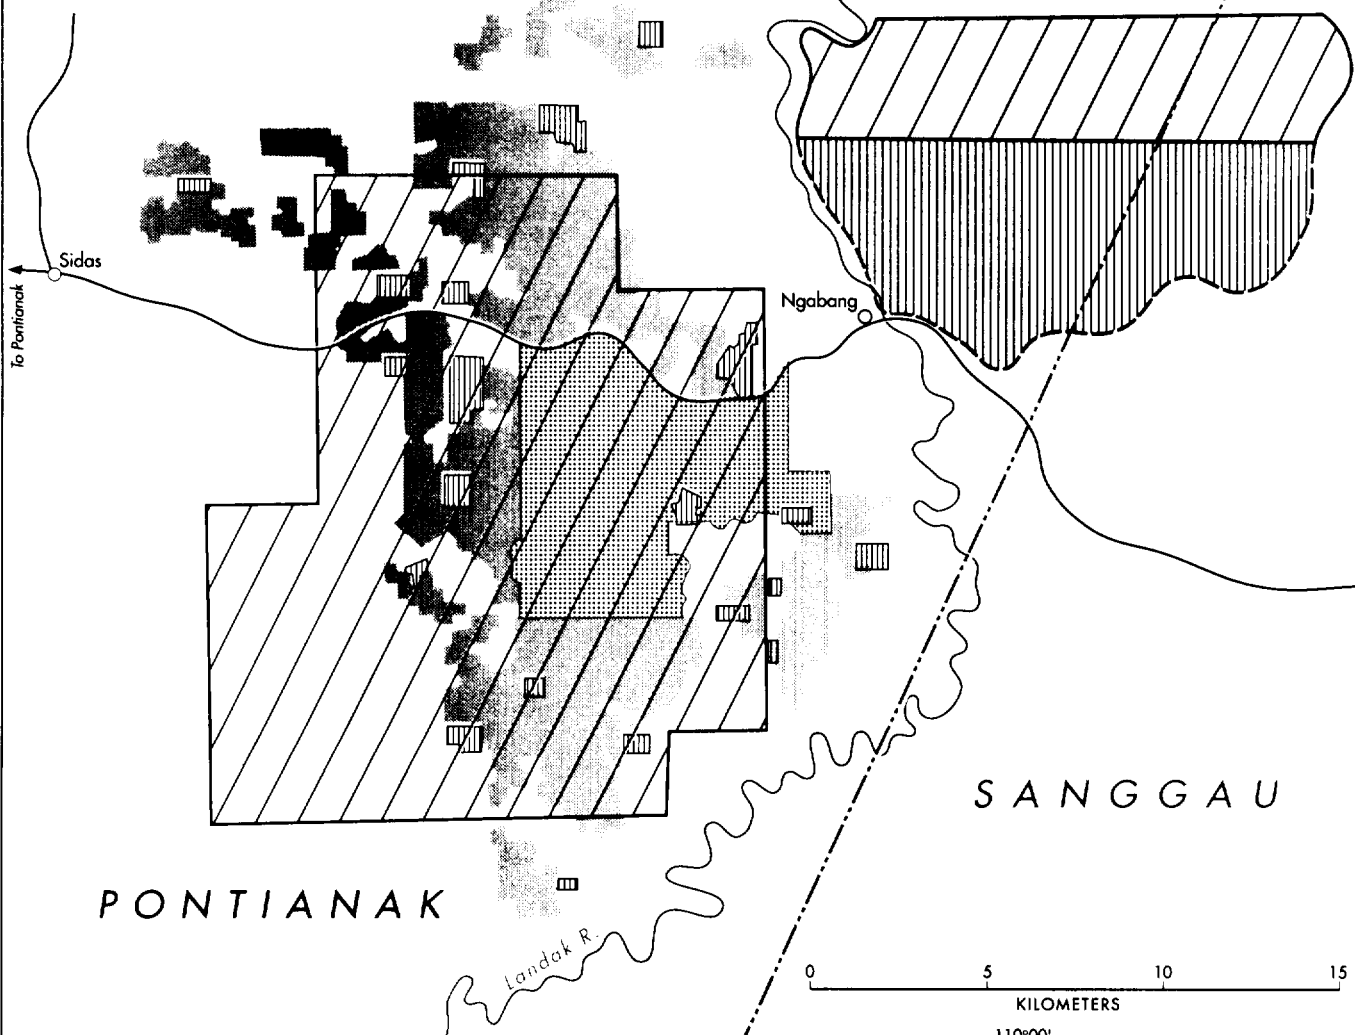 Sidas
To Pontianak
Ngabang
SANGGAU
PONTIANAK
Landak R.
0 5 10 15
KILOMETERS
110°00'